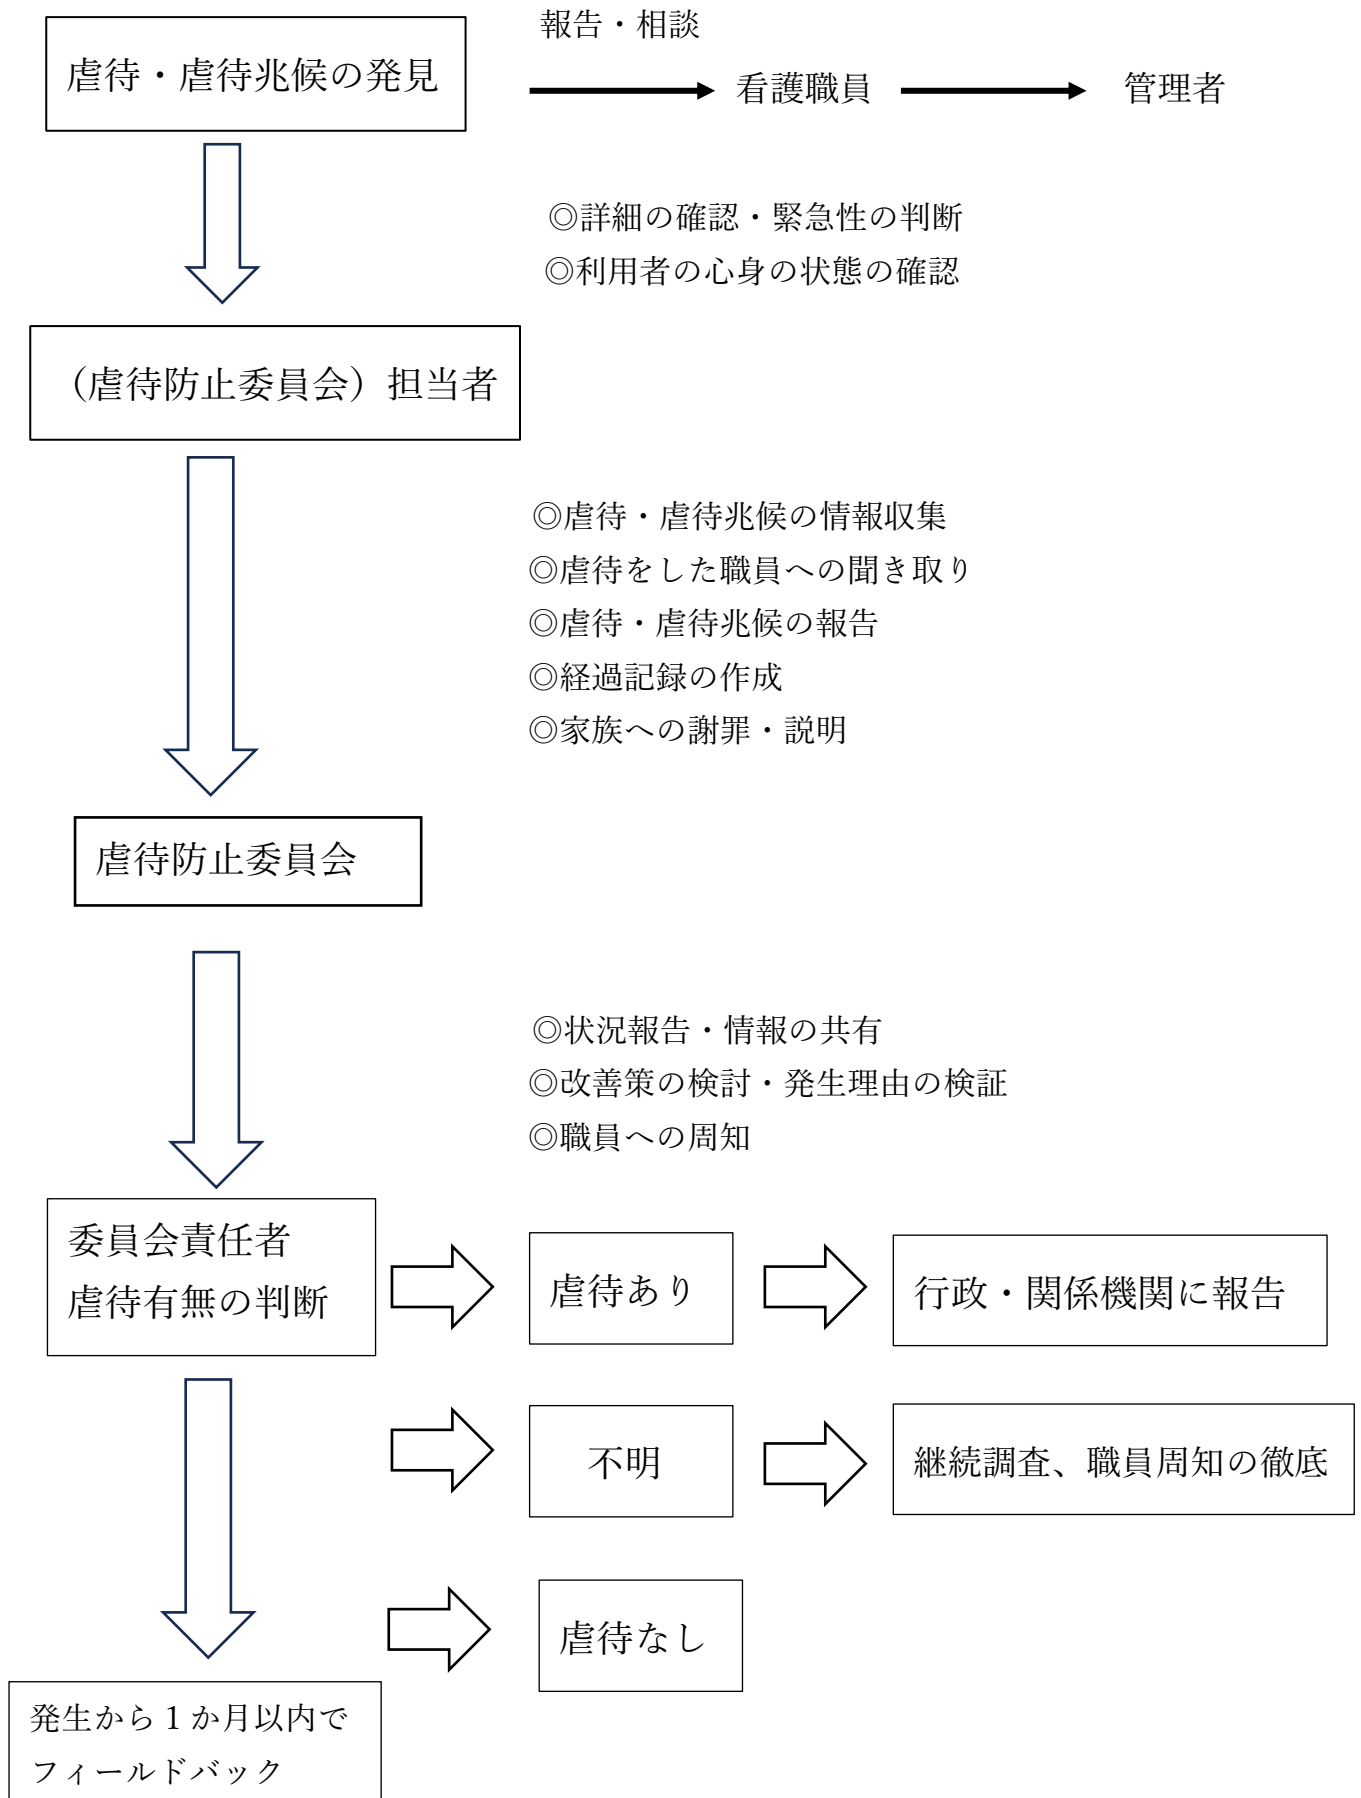 報告・相談
虐待・虐待兆候の発見
看護職員
管理者
◎詳細の確認・緊急性の判断
◎利用者の心身の状態の確認
（虐待防止委員会）担当者
◎虐待・虐待兆候の情報収集
◎虐待をした職員への聞き取り
◎虐待・虐待兆候の報告
◎経過記録の作成
◎家族への謝罪・説明
虐待防止委員会
◎状況報告・情報の共有
◎改善策の検討・発生理由の検証
◎職員への周知
委員会責任者
虐待有無の判断
虐待あり
行政・関係機関に報告
不明
継続調査、職員周知の徹底
虐待なし
発生から１か月以内で
フィールドバック